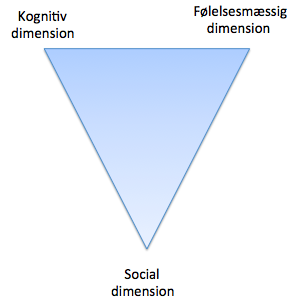 Kognitiv
dimension
Følelsesmæssig
dimension
Social
dimension